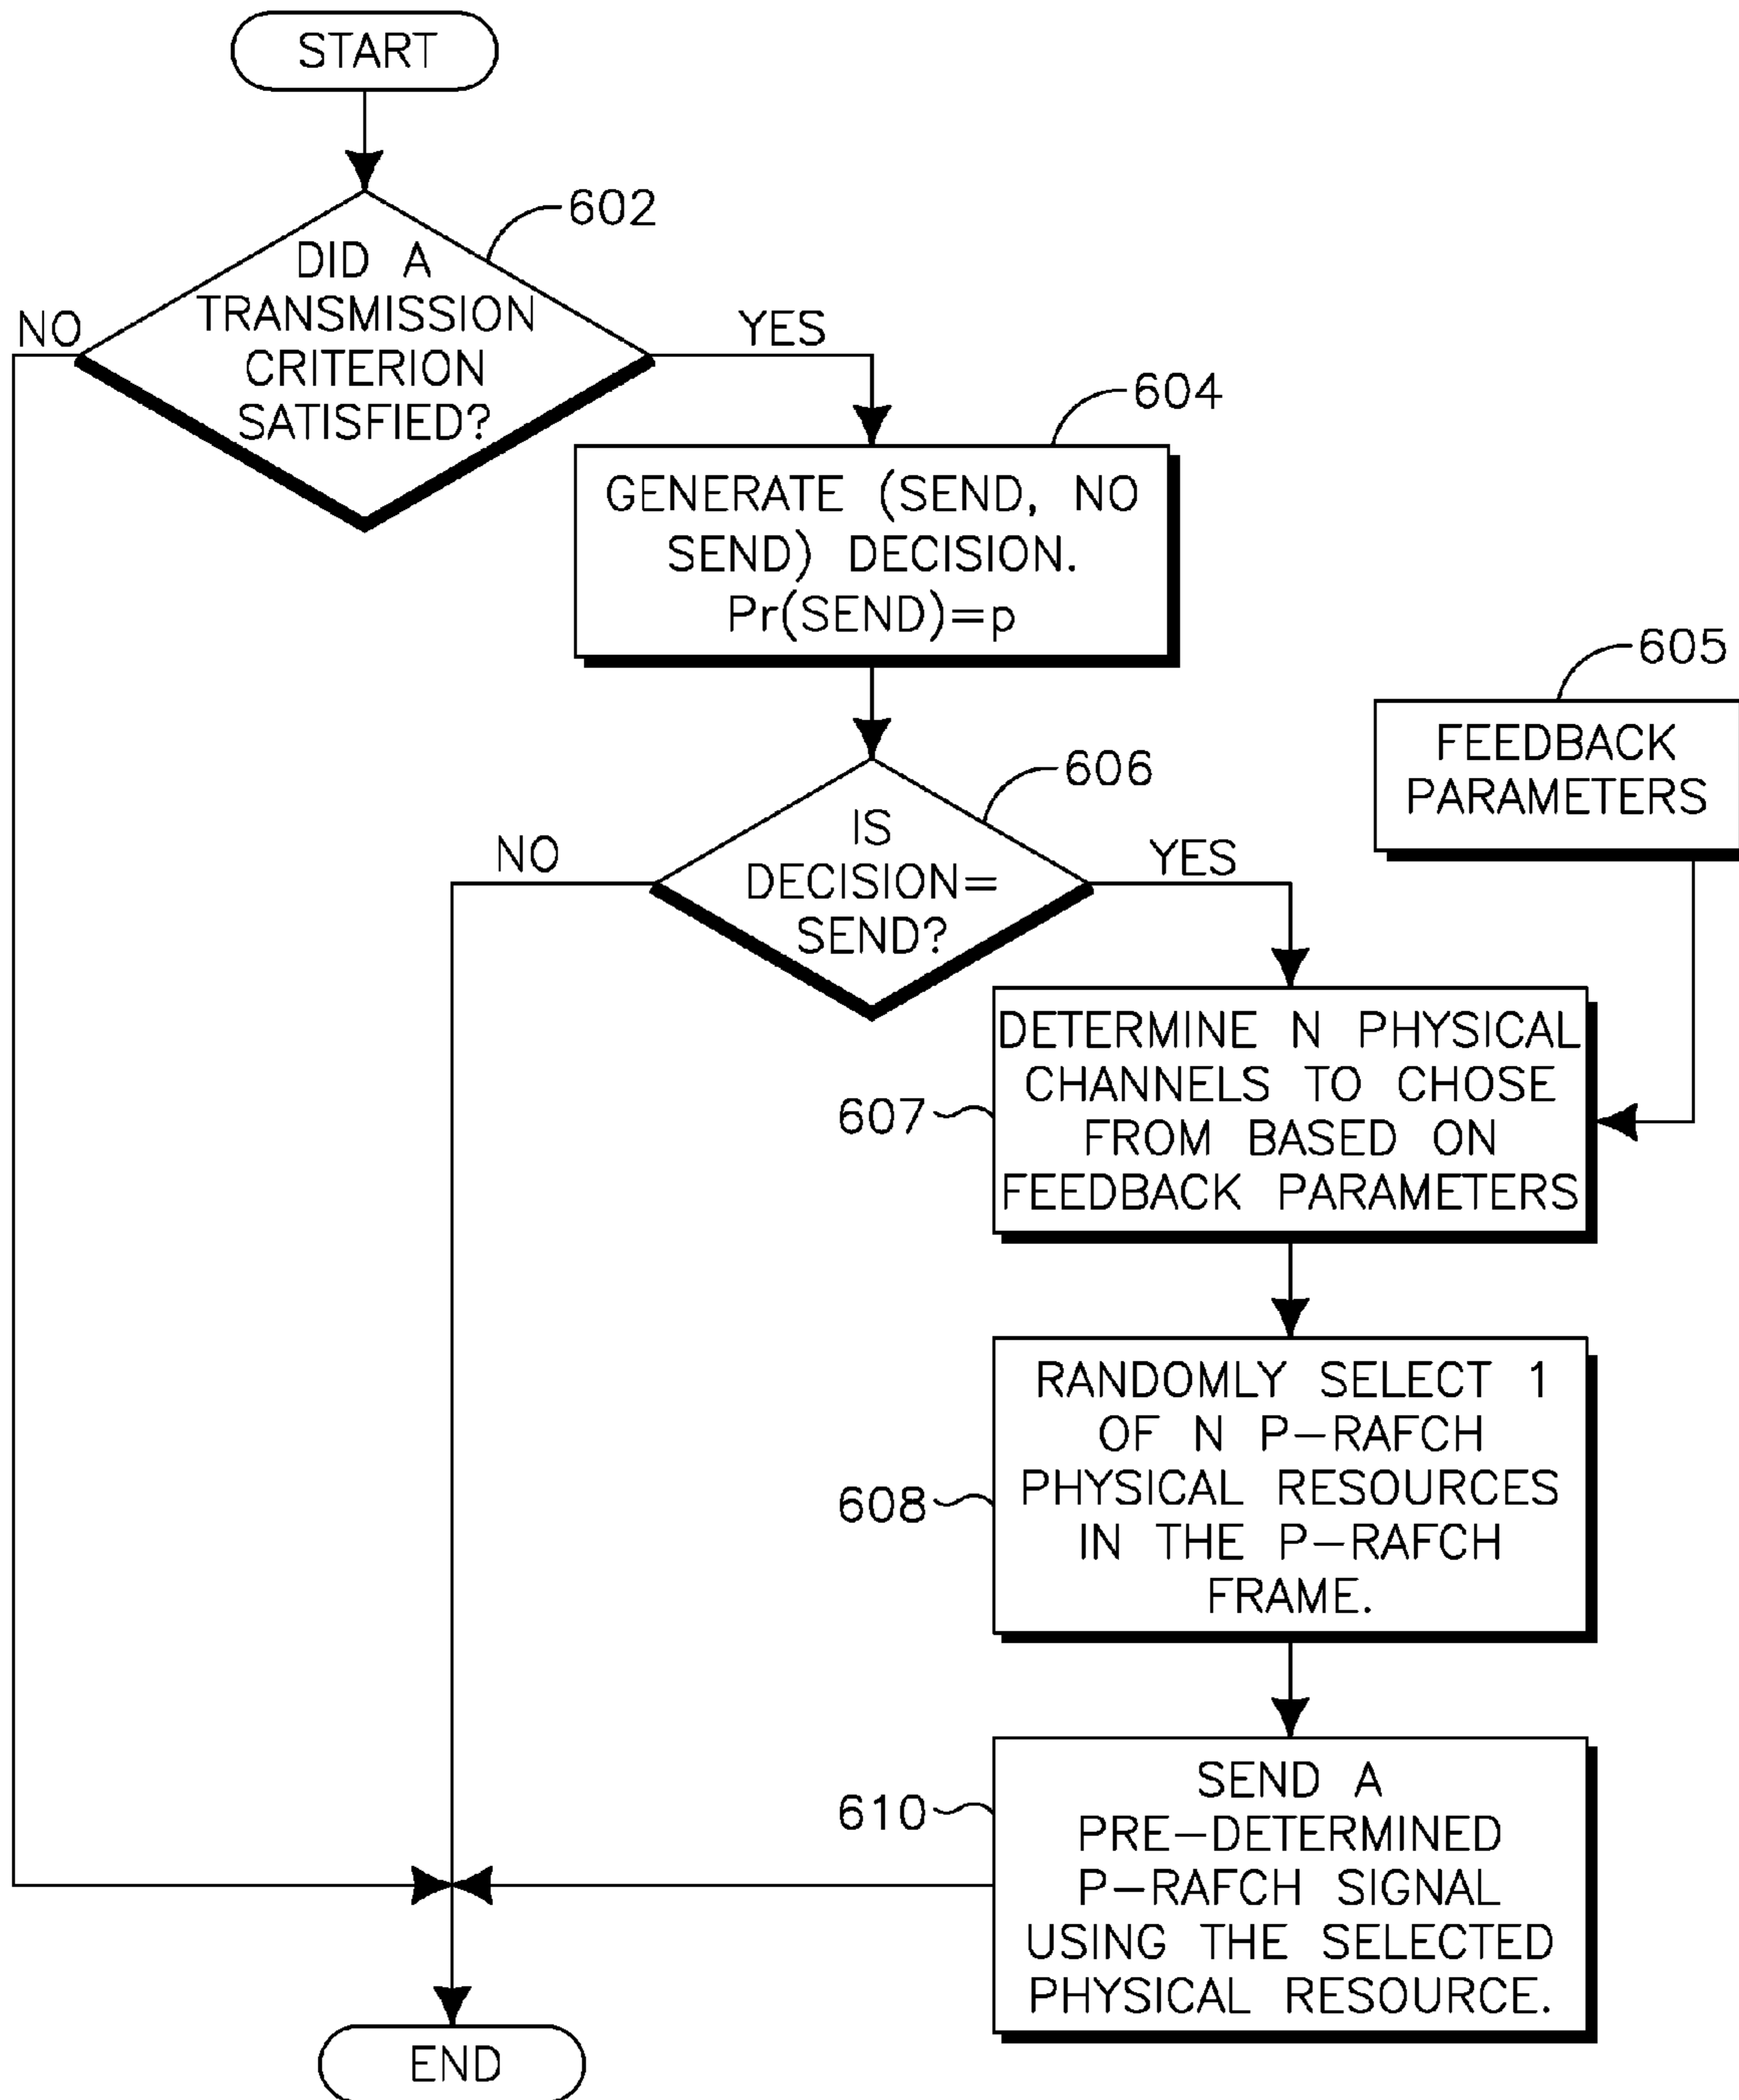 START
602
DID A
TRANSMISSION
CRITERION
SATISFIED?
NO
YES
604
GENERATE (SEND, NO
SEND) DECISION.
Pr(SEND)=p
605
FEEDBACK
PARAMETERS
606
IS
DECISION=
SEND?
NO
YES
607
DETERMINE N PHYSICAL
CHANNELS TO CHOSE
FROM BASED ON
FEEDBACK PARAMETERS
608
RANDOMLY SELECT 1
OF N P-RAFCH
PHYSICAL RESOURCES
IN THE P-RAFCH
FRAME.
610
SEND A
PRE-DETERMINED
P-RAFCH SIGNAL
USING THE SELECTED
PHYSICAL RESOURCE.
END